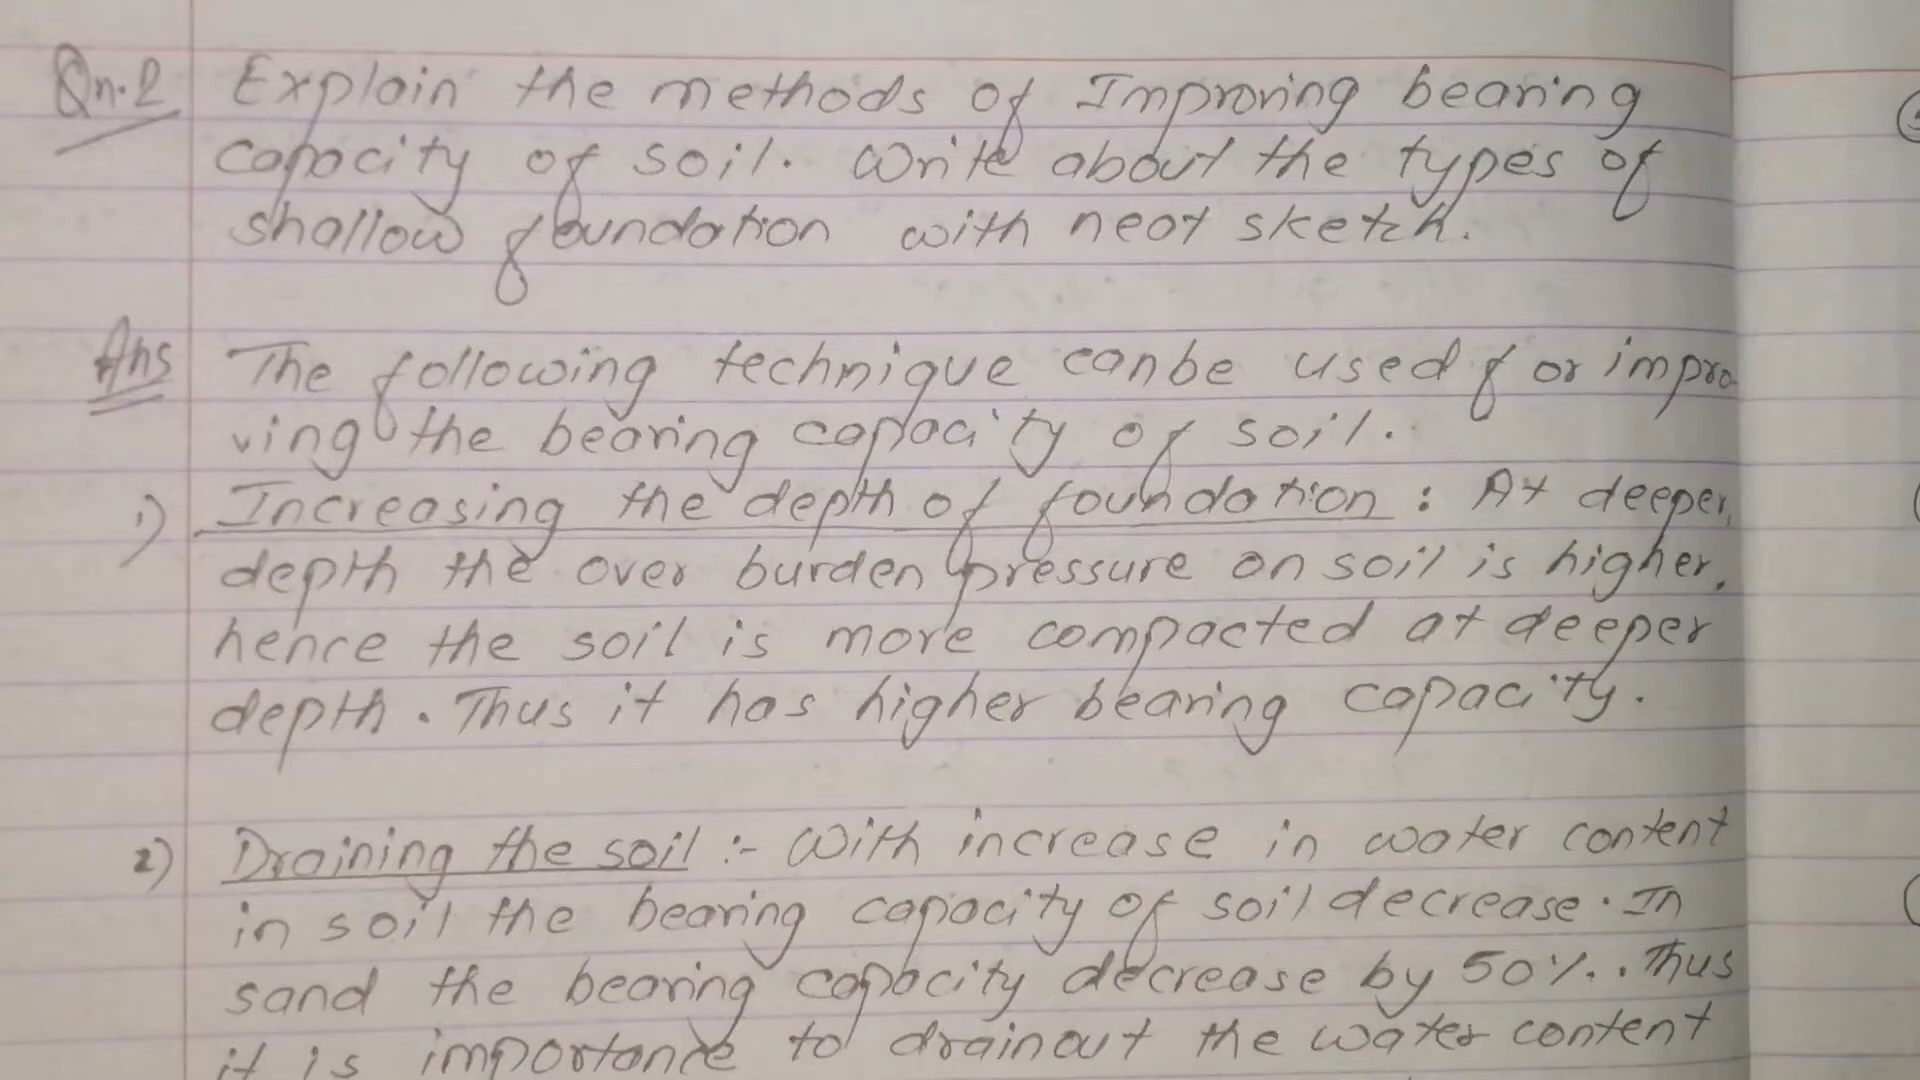 Qn.2 Explain the methods of Improving bearing
capacity of soil. Write about the types of
shallow foundation with neat sketch.
Ans The following technique canbe used for impro-
ving the bearing capacity of soil.
1) Increasing the depth of foundation : At deeper,
depth the over burden pressure on soil is higher,
hence the soil is more compacted at deeper
depth. Thus it has higher bearing capacity.
2) Draining the soil :- With increase in water content
in soil the bearing capacity of soil decrease. In
sand the bearing capacity decrease by 50%.. Thus
it is importance to drainout the water content